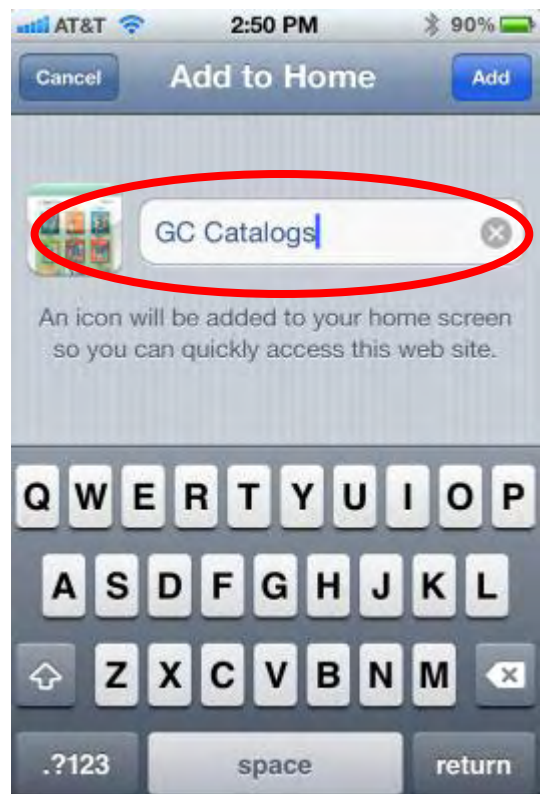 AT&T 2:50 PM 90%
Cancel Add to Home Add
GC Catalogs
An icon will be added to your home screen
so you can quickly access this web site.
Q W E R T Y U I O P
A S D F G H J K L
Z X C V B N M
.?123 space return